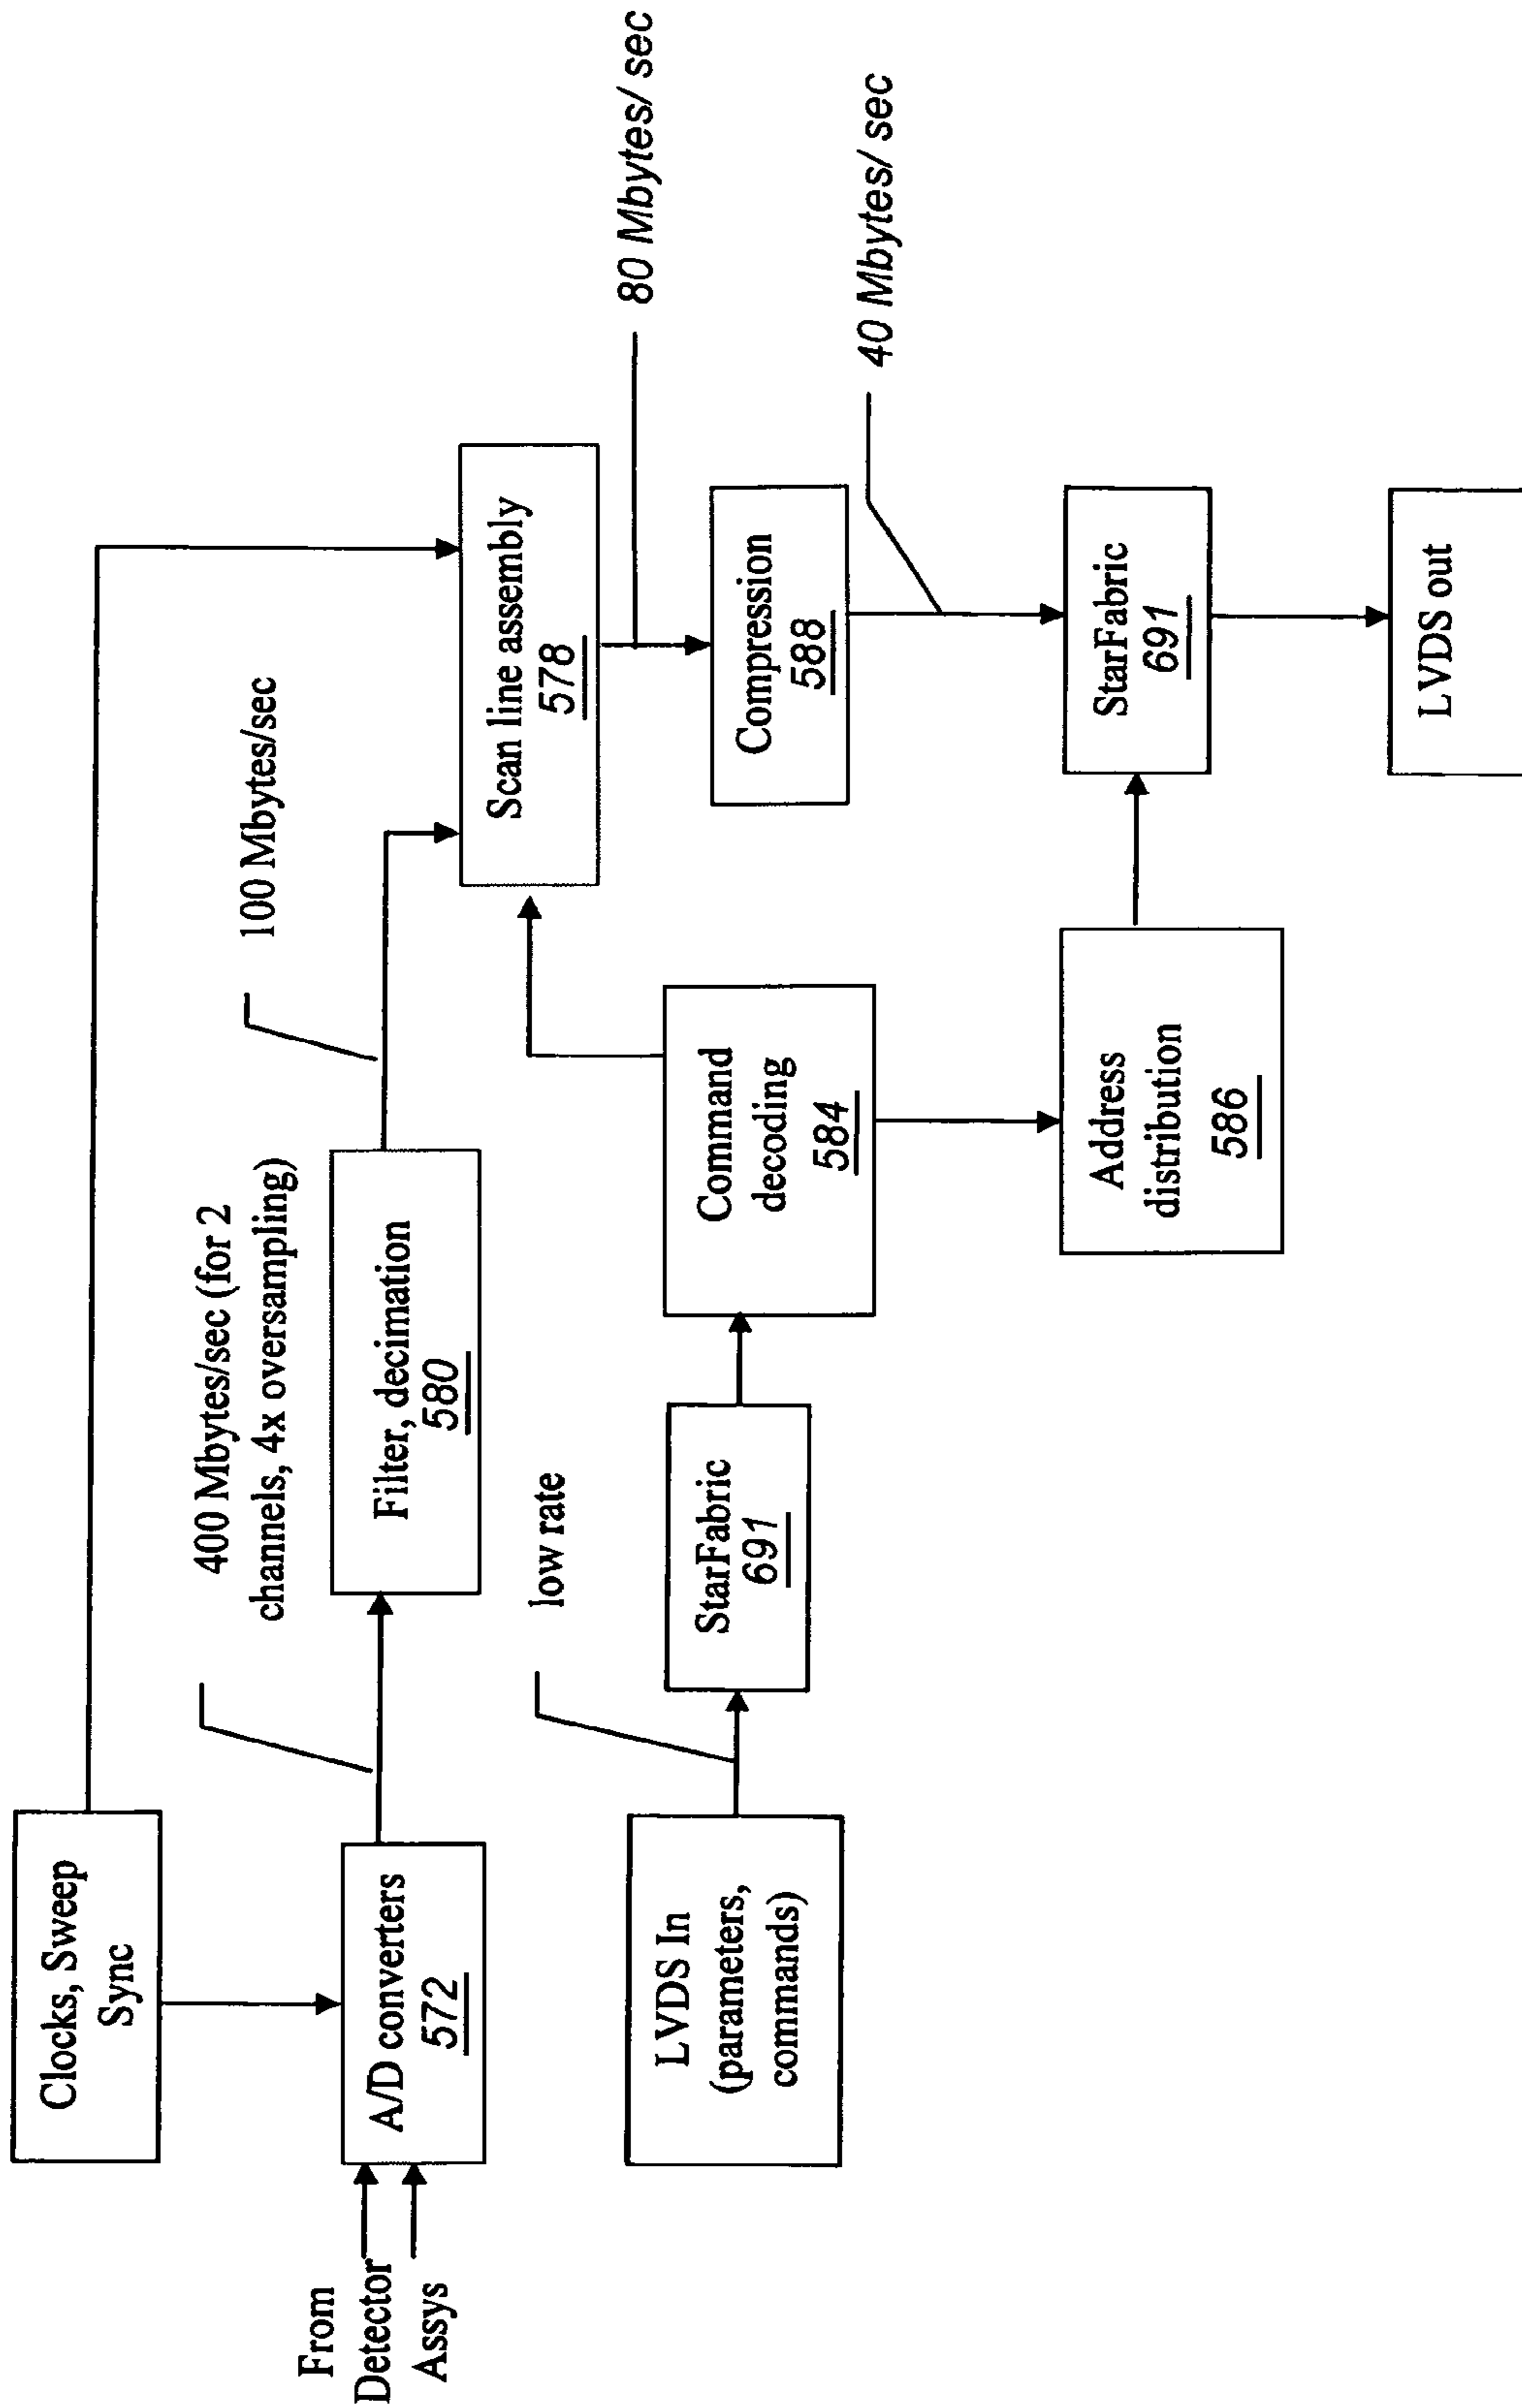 Clocks, Sweep
Sync
400 Mbytes/sec (for 2
channels, 4x oversampling)
100 Mbytes/sec
From
Detector
Assys
A/D converters
572
Filter, decimation
580
Scan line assembly
578
80 Mbytes/ sec
low rate
LVDS In
(parameters,
commands)
StarFabric
691
Command
decoding
584
Compression
588
40 Mbytes/ sec
Address
distribution
586
StarFabric
691
LVDS out